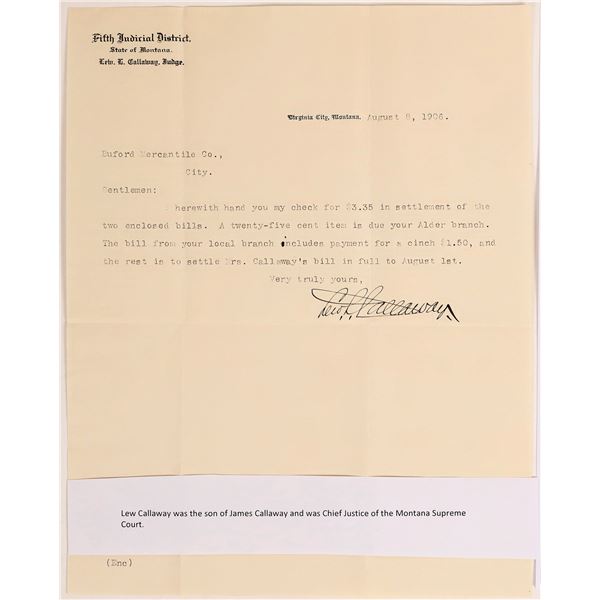 Fifth Judicial District.
State of Montana.
Lew. L. Callaway, Judge.
Virginia City, Montana. August 8, 1906.
Buford Mercantile Co.,
City.
Gentlemen:
I herewith hand you my check for $3.35 in settlement of the
two enclosed bills. A twenty-five cent item is due your Alder branch.
The bill from your local branch includes payment for a cinch $1.50, and
the rest is to settle Mrs. Callaway's bill in full to August 1st.
Very truly yours,
Lew. L. Callaway.
Lew Callaway was the son of James Callaway and was Chief Justice of the Montana Supreme
Court.
(Enc)